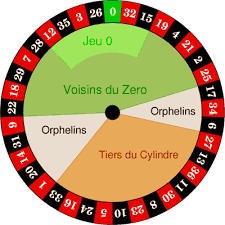 0 32 15 19 4 21 2 25 17 34 6 27 13 36 11 30 8 23 10 5 24 16 33 1 20 14 31 9 22 18 29 7 28 12 35 3 26
Jeu 0
Voisins du Zero
Orphelins
Orphelins
Tiers du Cylindre